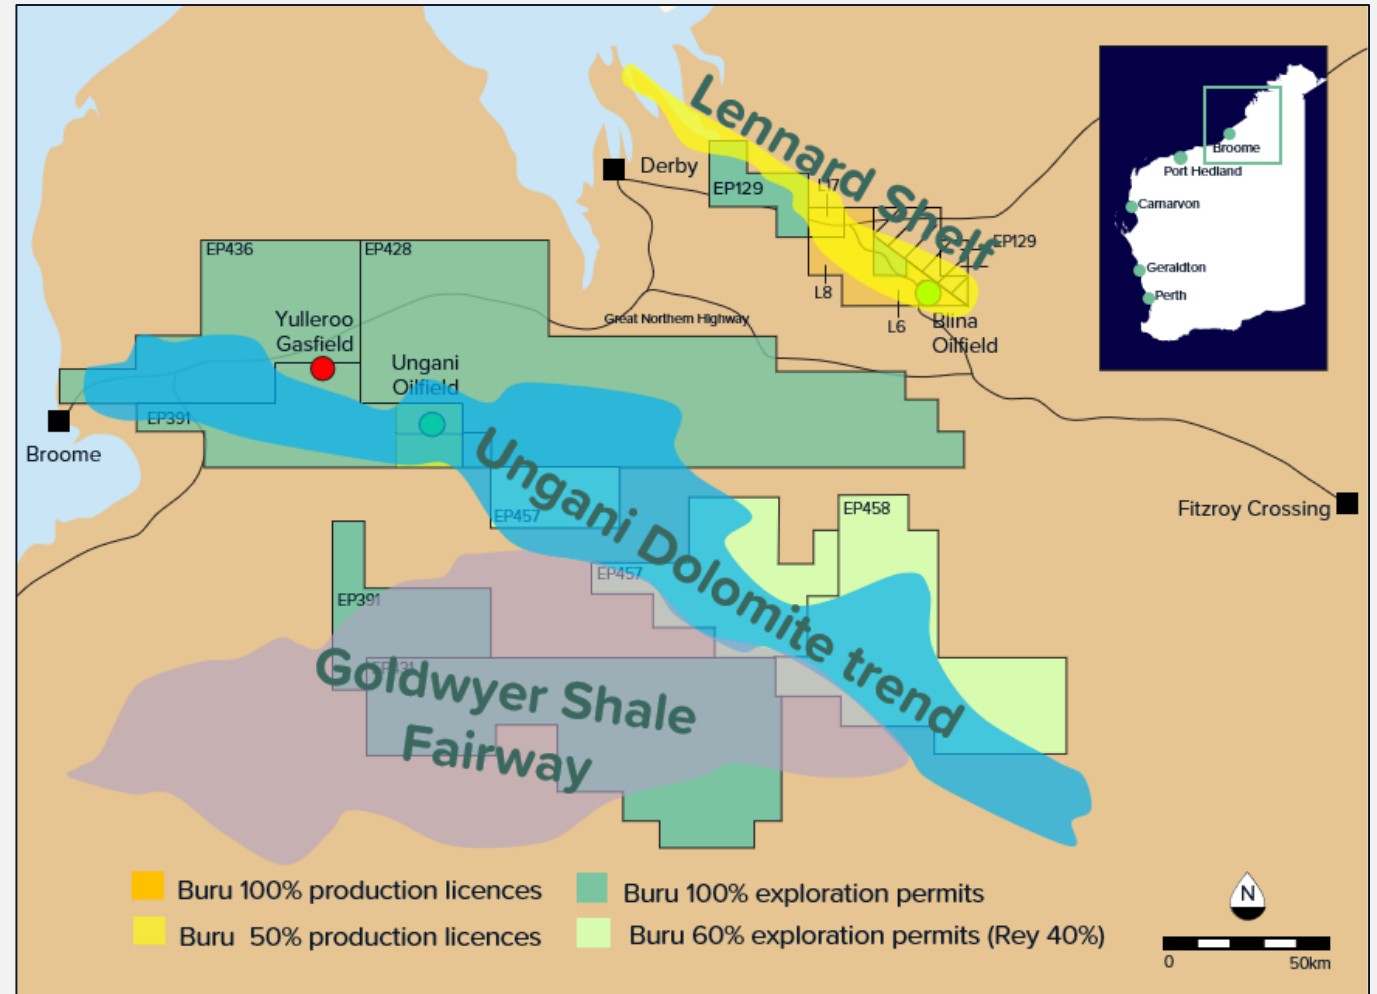 Lennard Shelf
Derby
EP129
L17
EP129
L8
L6
Blina
Oilfield
EP436
EP428
Great Northern Highway
Yulleroo
Gasfield
Ungani
Oilfield
EP391
Broome
Ungani Dolomite trend
EP457
EP458
Fitzroy Crossing
EP457
EP391
EP431
Goldwyer Shale
Fairway
Broome
Port Hedland
Carnarvon
Geraldton
Perth
Buru 100% production licences
Buru 100% exploration permits
Buru 50% production licences
Buru 60% exploration permits (Rey 40%)
N
0
50km